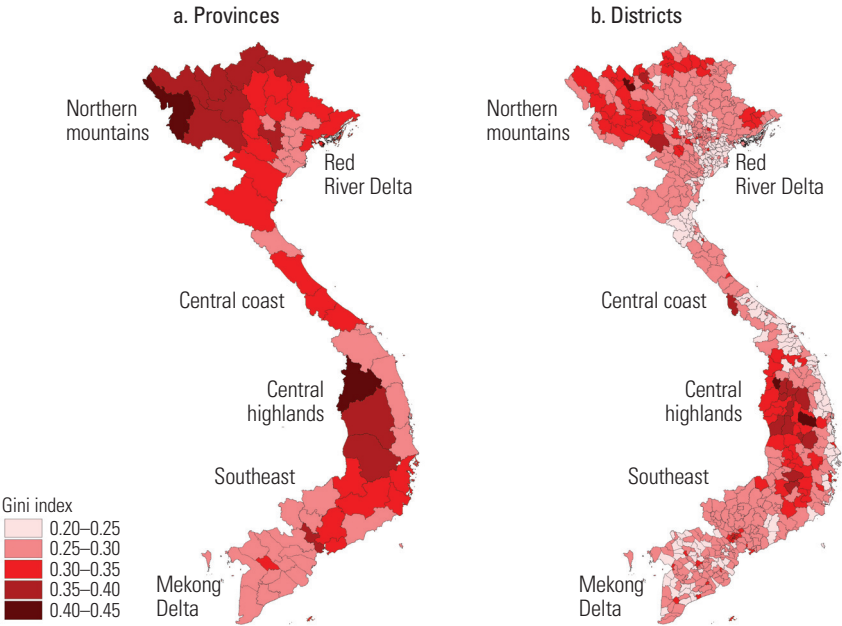 a. Provinces
Northern
mountains
Red
River Delta
Central coast
Central
highlands
Southeast
Mekong
Delta
Gini index
0.20–0.25
0.25–0.30
0.30–0.35
0.35–0.40
0.40–0.45
b. Districts
Northern
mountains
Red
River Delta
Central coast
Central
highlands
Southeast
Mekong
Delta